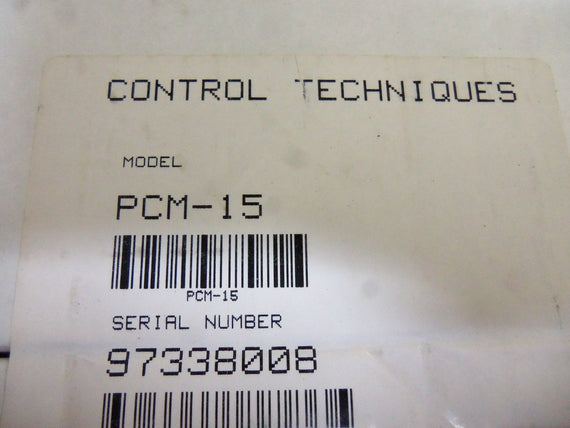 CONTROL TECHNIQUES
MODEL
PCM-15
PCM-15
SERIAL NUMBER
97338008